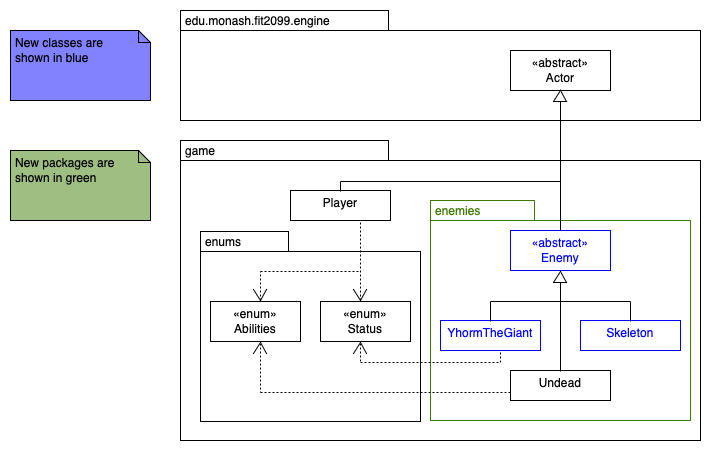 edu.monash.fit2099.engine
New classes are
shown in blue
«abstract»
Actor
game
New packages are
shown in green
Player
enemies
enums
«abstract»
Enemy
«enum»
Abilities
«enum»
Status
YhormTheGiant
Skeleton
Undead